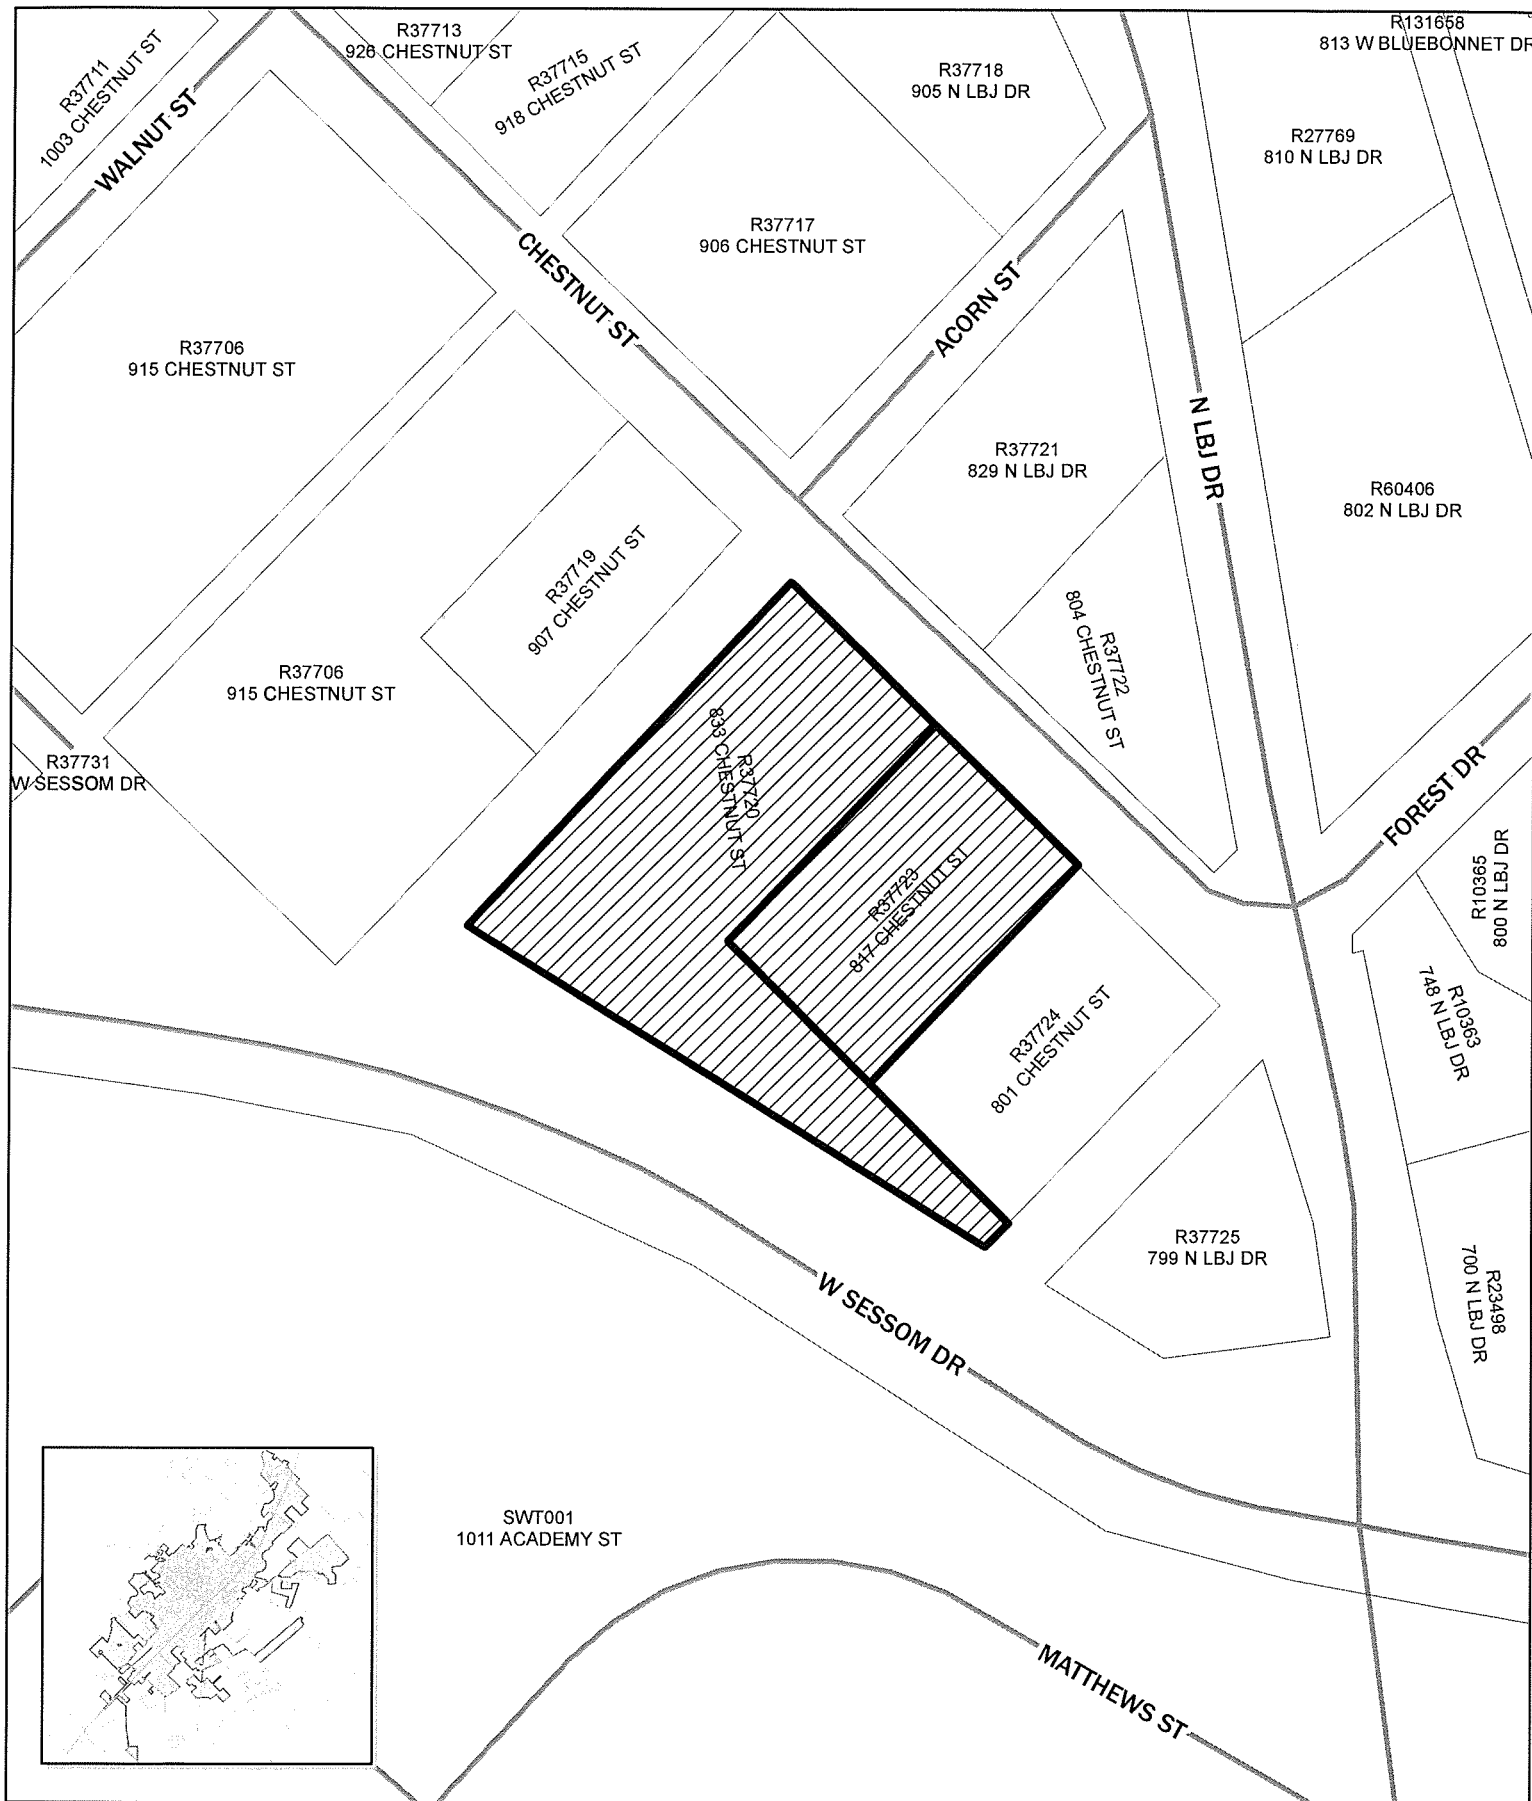 R37713
926 CHESTNUT ST
R131658
813 W BLUEBONNET DR
R37711
1003 CHESTNUT ST
R37715
918 CHESTNUT ST
R37718
905 N LBJ DR
WALNUT ST
R27769
810 N LBJ DR
R37717
906 CHESTNUT ST
CHESTNUT ST
ACORN ST
R37706
915 CHESTNUT ST
N LBJ DR
R37721
829 N LBJ DR
R60406
802 N LBJ DR
R37719
907 CHESTNUT ST
R37722
804 CHESTNUT ST
R37706
915 CHESTNUT ST
R37731
W SESSOM DR
R37720
833 CHESTNUT ST
FOREST DR
R37723
817 CHESTNUT ST
R10365
800 N LBJ DR
R10363
748 N LBJ DR
R37724
801 CHESTNUT ST
R37725
799 N LBJ DR
R23498
700 N LBJ DR
W SESSOM DR
SWT001
1011 ACADEMY ST
MATTHEWS ST